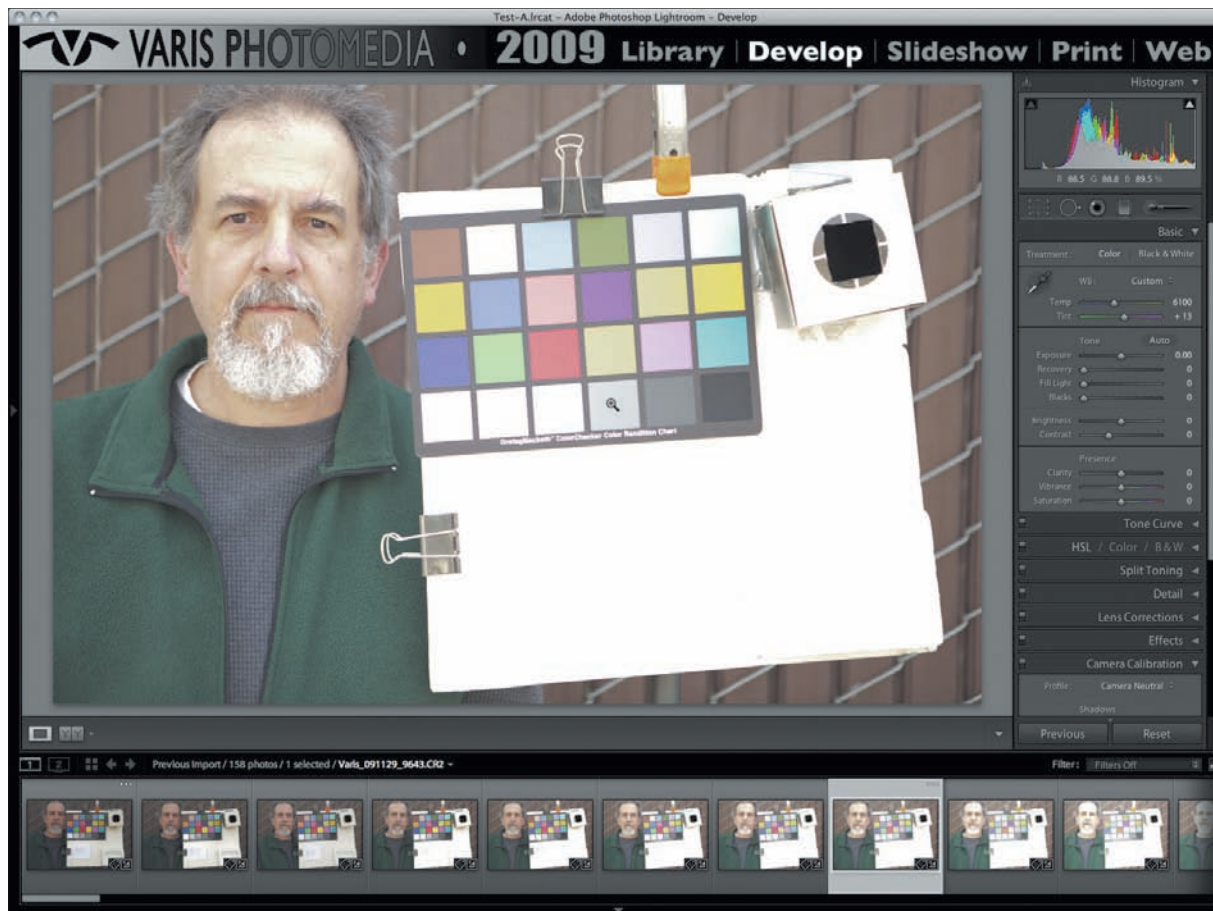 Test-A.lrcat – Adobe Photoshop Lightroom – Develop
VARIS PHOTOMEDIA • 2009 Library | Develop | Slideshow | Print | Web
Histogram
R 88.5 G 88.8 B 89.5 %
Basic
Treatment: Color Black & White
WB: Custom
Temp 6100
Tint + 13
Tone Auto
Exposure 0.00
Recovery 0
Fill Light 0
Blacks 0
Brightness 0
Contrast 0
Presence
Clarity 0
Vibrance 0
Saturation 0
Tone Curve
HSL / Color / B & W
Split Toning
Detail
Lens Corrections
Effects
Camera Calibration
Profile: Camera Neutral
Shadows
Previous Reset
GretagMacbeth™ ColorChecker Color Rendition Chart
Y Y
1 2 Previous Import / 158 photos / 1 selected / Varis_091129_9643.CR2
Filter: Filters Off